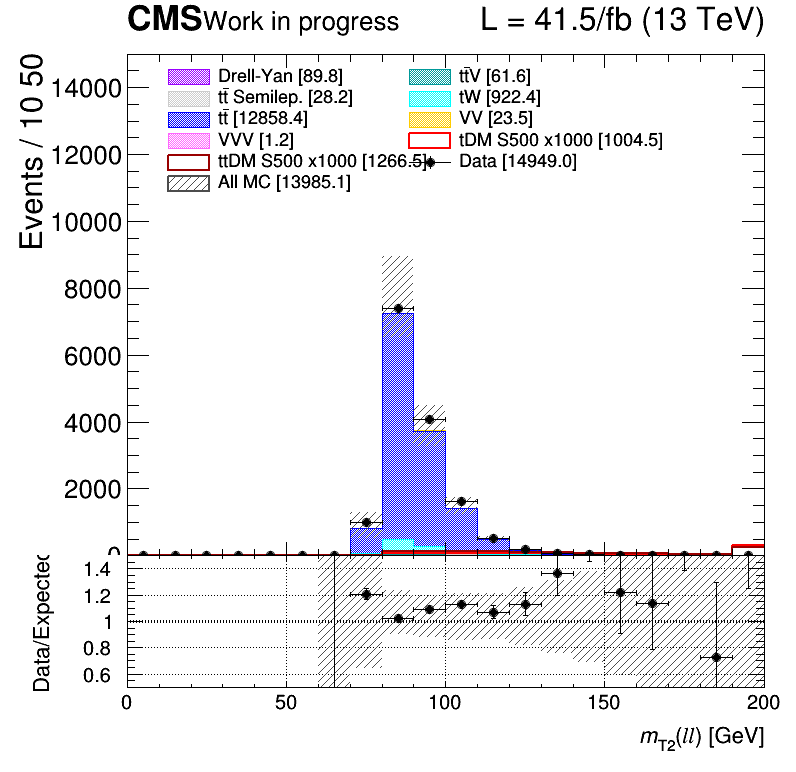 CMS Work in progress L = 41.5/fb (13 TeV)
Events / 10 50
14000
12000
10000
8000
6000
4000
2000
0
Drell-Yan [89.8]
tt̄V [61.6]
tt̄ Semilep. [28.2]
tW [922.4]
tt̄ [12858.4]
VV [23.5]
VVV [1.2]
tDM S500 x1000 [1004.5]
ttDM S500 x1000 [1266.5]
Data [14949.0]
All MC [13985.1]
Data/Expected
1.4
1.2
1
0.8
0.6
0 50 100 150 200
mT2(ll) [GeV]